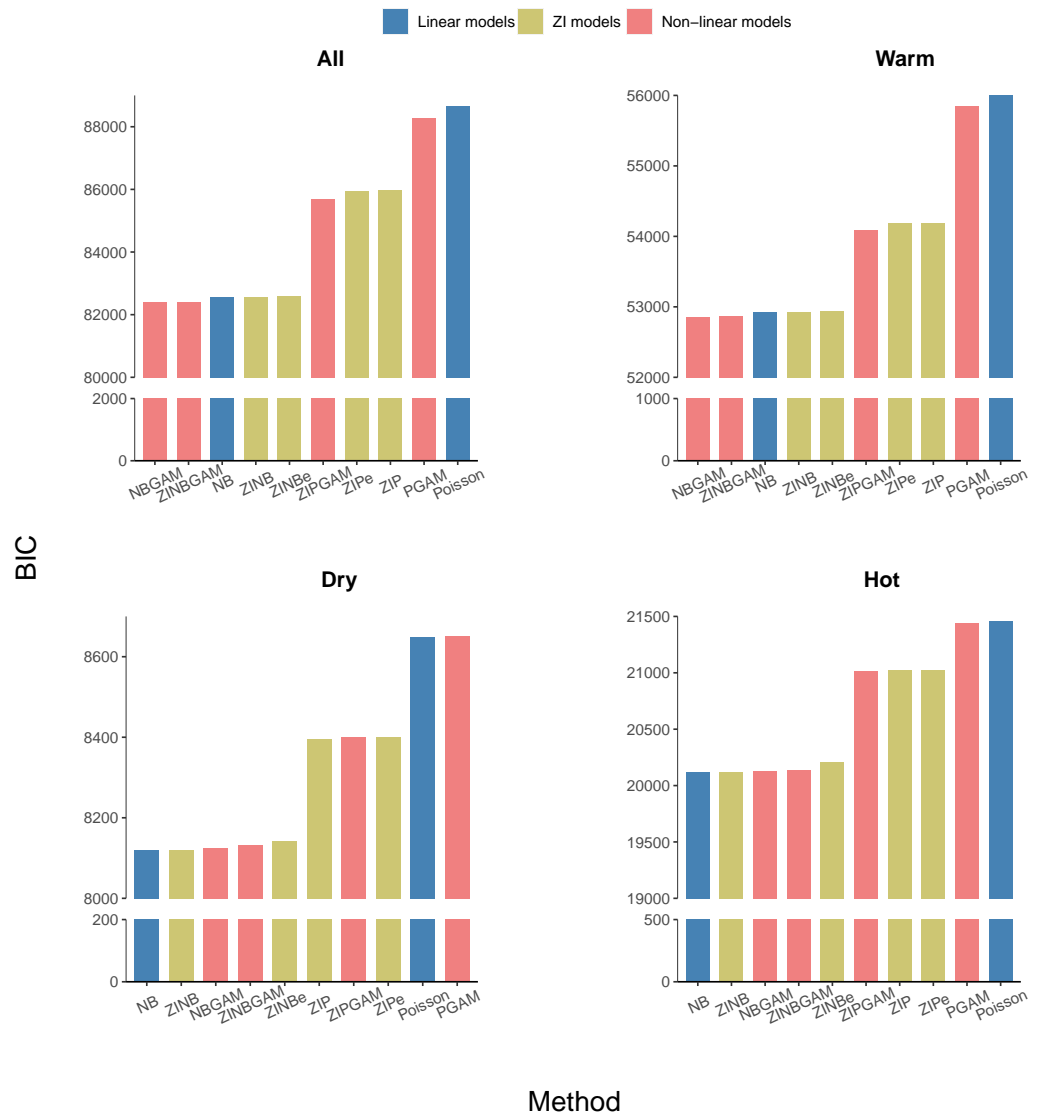 Linear models ZI models Non−linear models
All
88000
86000
84000
82000
80000
2000
0
NBGAM ZINBGAM NB ZINB ZINBe ZIPGAM ZIPe ZIP PGAM Poisson
Warm
56000
55000
54000
53000
52000
1000
0
NBGAM ZINBGAM NB ZINB ZINBe ZIPGAM ZIPe ZIP PGAM Poisson
BIC
Dry
8600
8400
8200
8000
200
0
NB ZINB NBGAM ZINBGAM ZINBe ZIP ZIPGAM ZIPe Poisson PGAM
Hot
21500
21000
20500
20000
19500
19000
500
0
NB ZINB NBGAM ZINBGAM ZINBe ZIPGAM ZIP ZIPe PGAM Poisson
Method